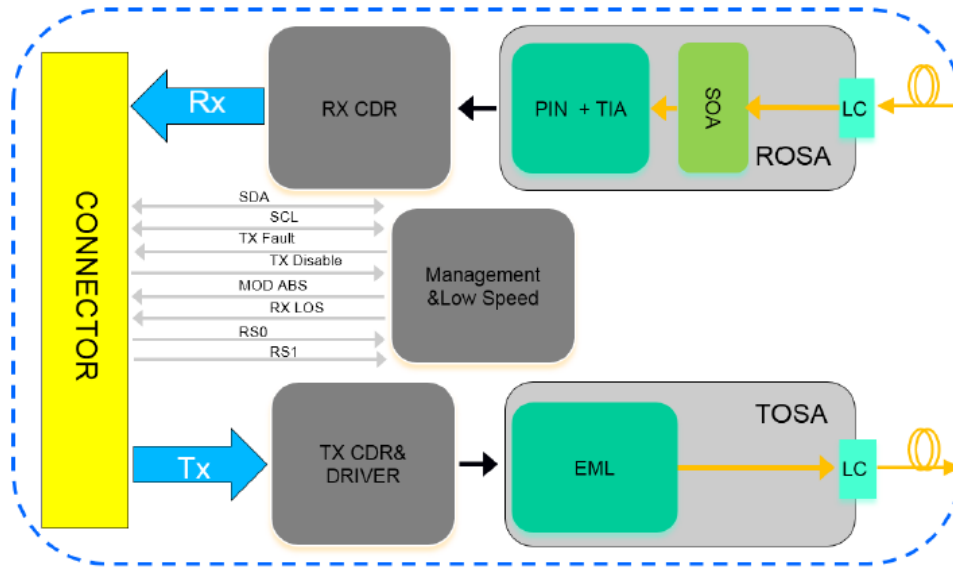 CONNECTOR
Rx
RX CDR
PIN + TIA
SOA
LC
ROSA
SDA
SCL
TX Fault
TX Disable
MOD ABS
RX LOS
RS0
RS1
Management
&Low Speed
Tx
TX CDR&
DRIVER
EML
TOSA
LC